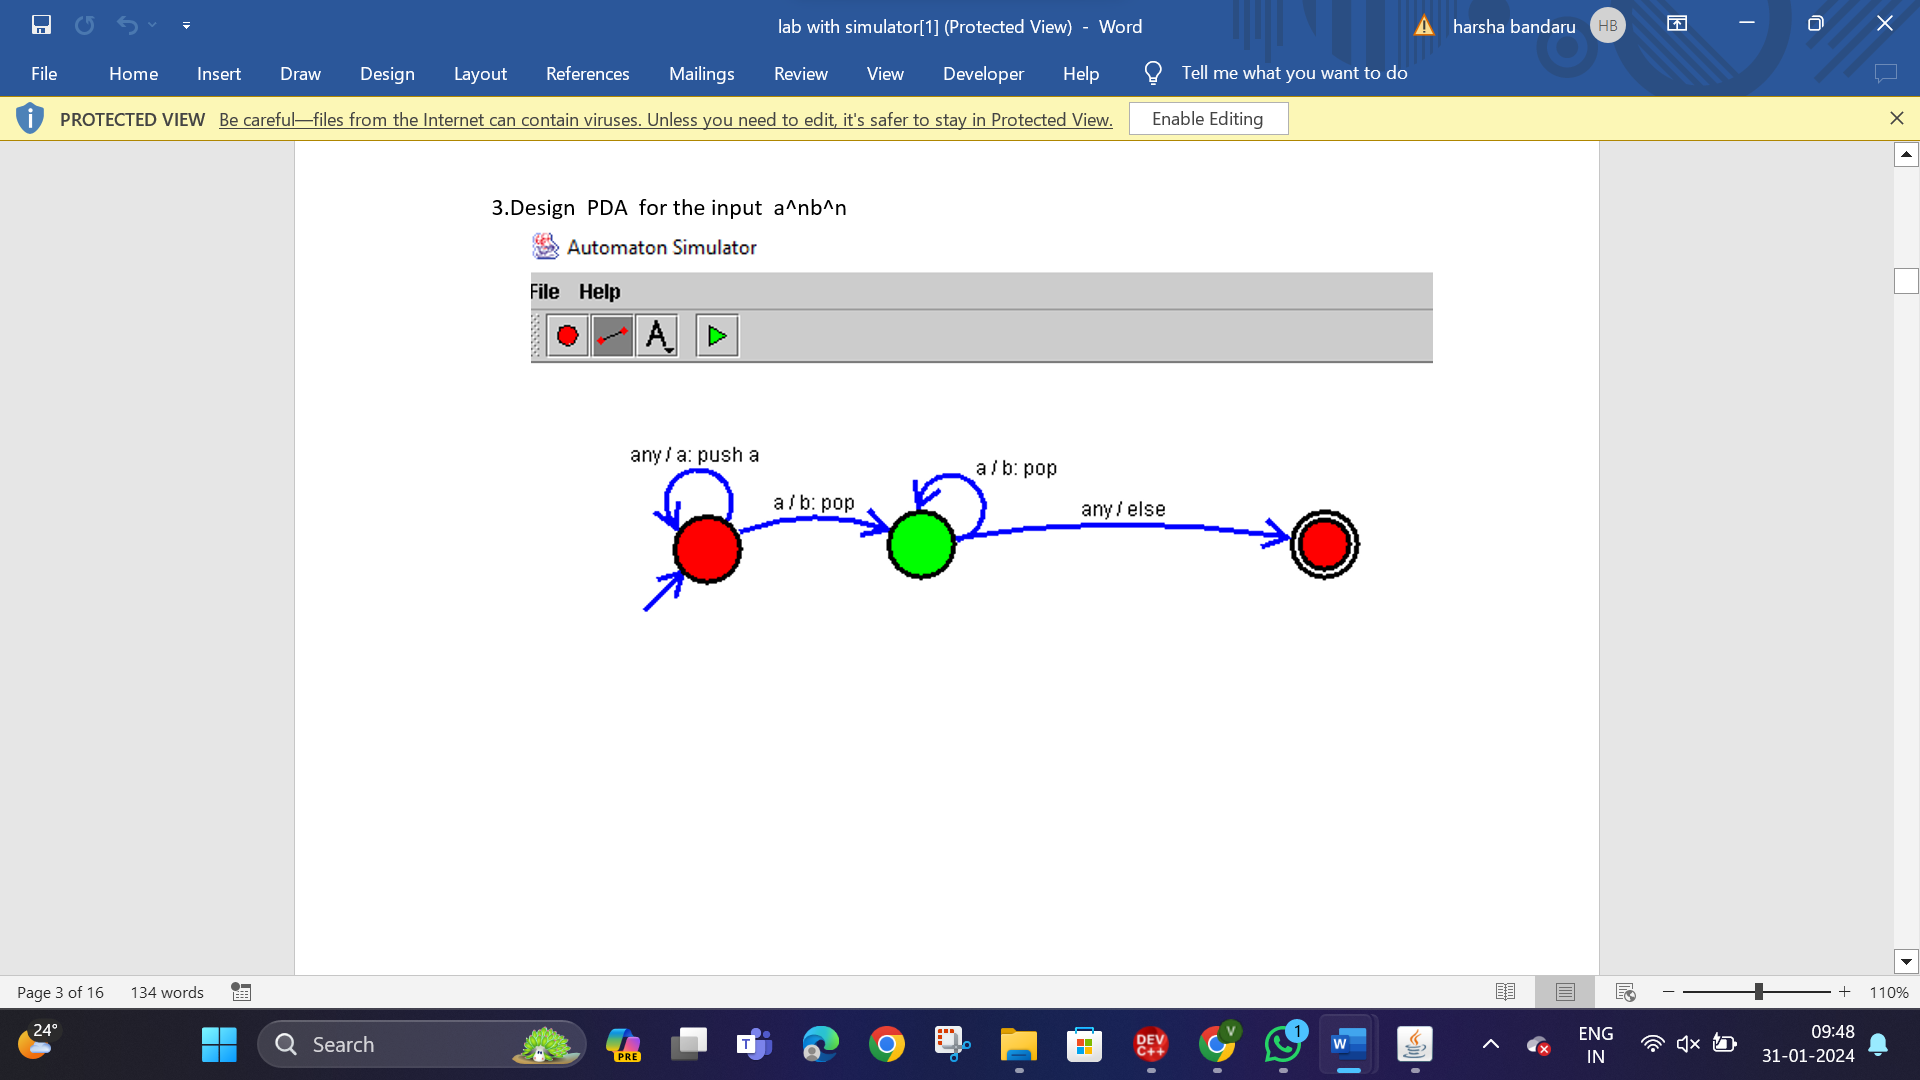 lab with simulator[1] (Protected View) - Word
harsha bandaru HB
File Home Insert Draw Design Layout References Mailings Review View Developer Help Tell me what you want to do
PROTECTED VIEW Be careful—files from the Internet can contain viruses. Unless you need to edit, it's safer to stay in Protected View. Enable Editing
3.Design PDA for the input a^nb^n
Automaton Simulator
File Help
A
any / a: push a
a / b: pop
a / b: pop
any / else
Page 3 of 16 134 words 110%
24°
Search
PRE
T
DEV C++
V
1
W
ENG
IN
09:48
31-01-2024